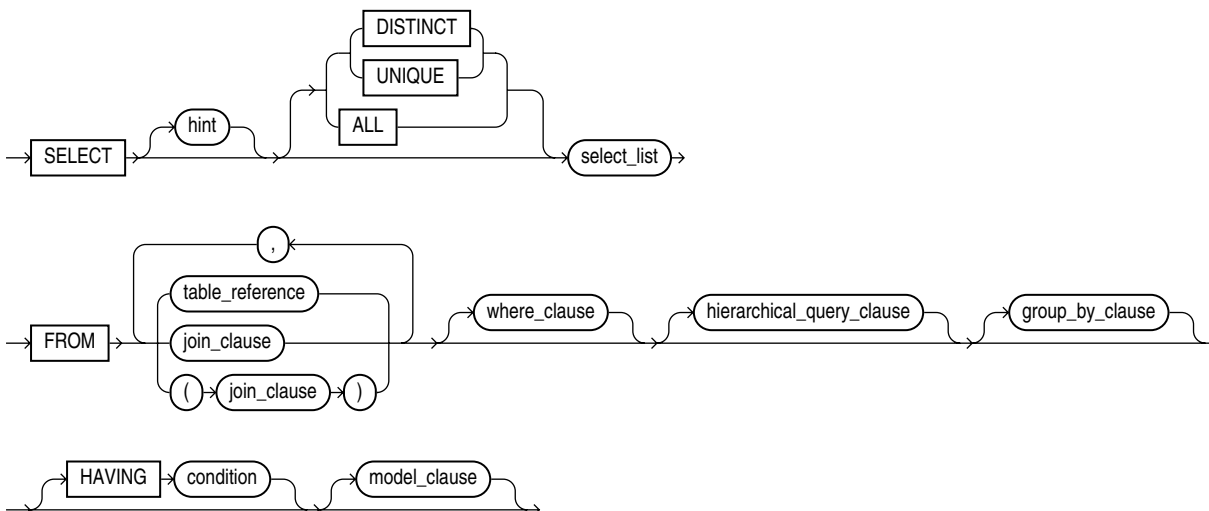 DISTINCT
UNIQUE
hint
ALL
SELECT
select_list
,
table_reference
where_clause
hierarchical_query_clause
group_by_clause
FROM
join_clause
( join_clause )
HAVING condition
model_clause